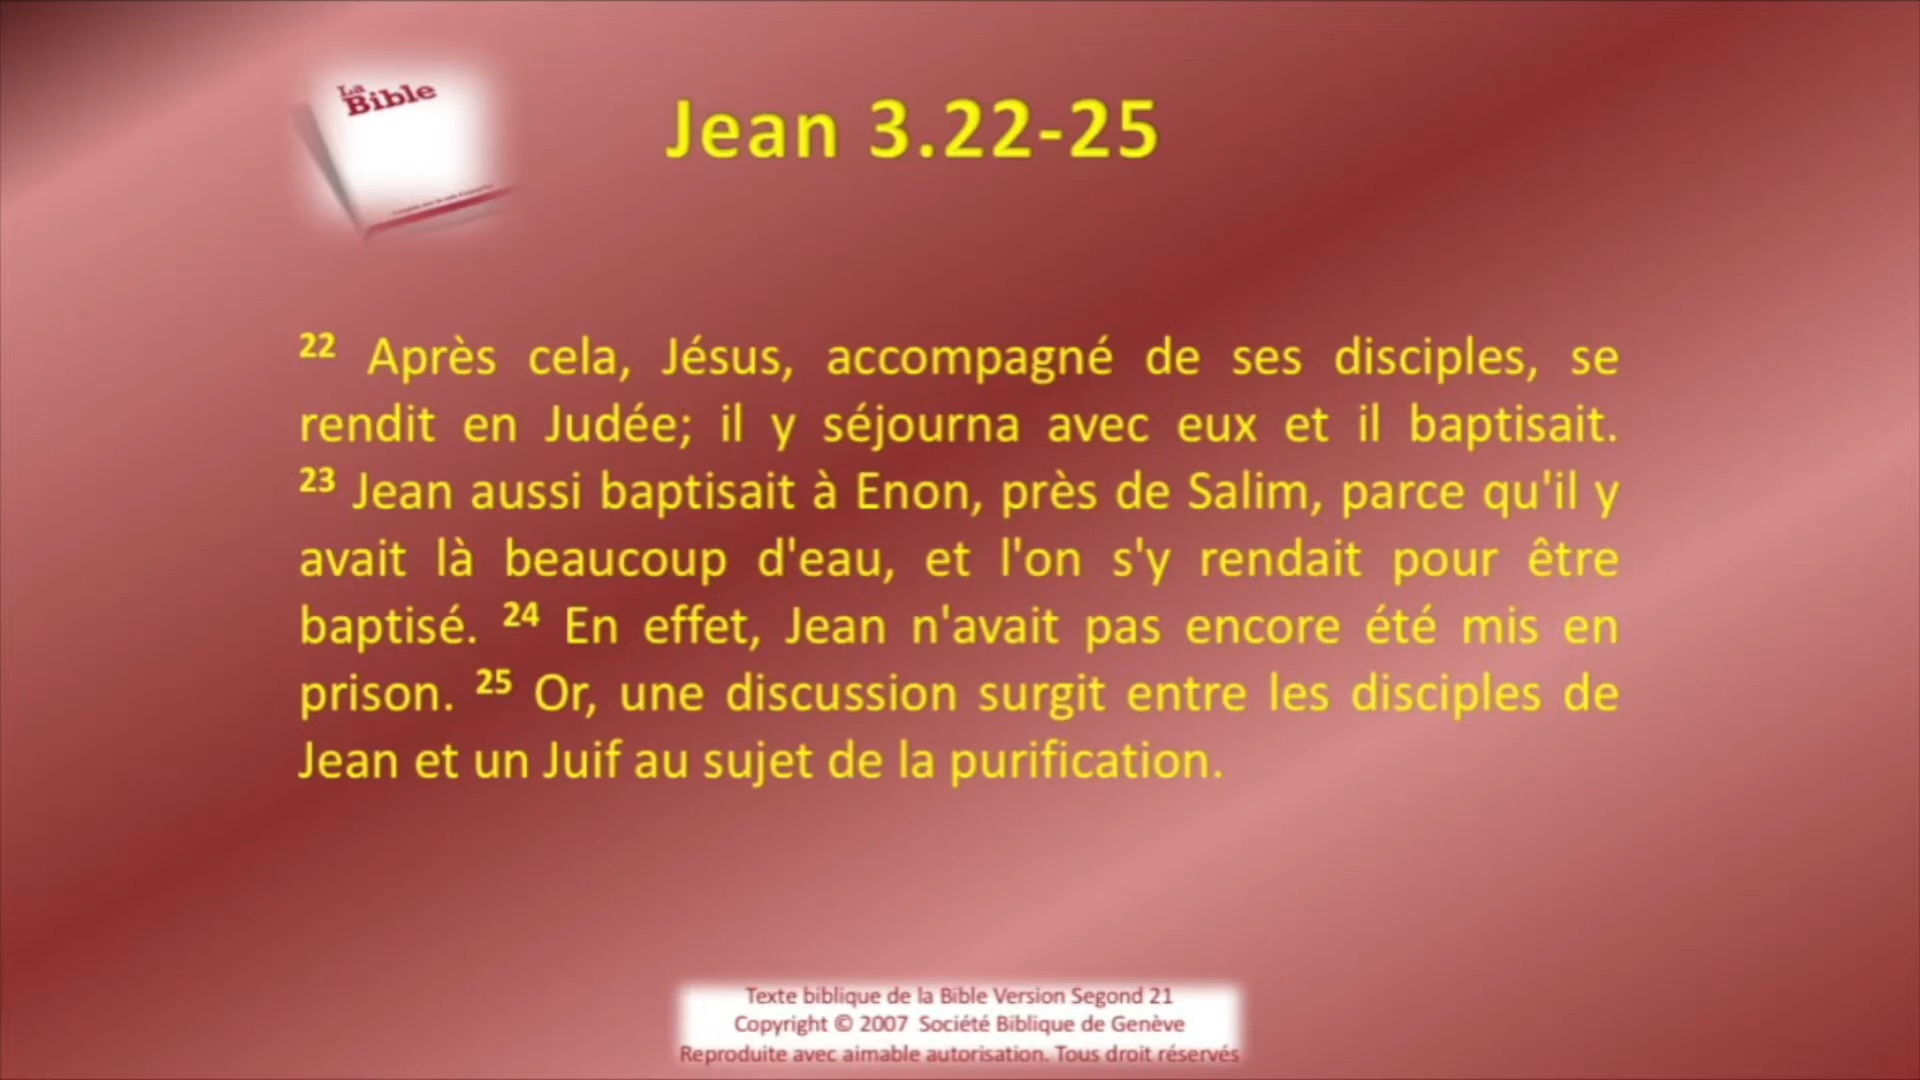 La
Bible
Jean 3.22-25
22 Après cela, Jésus, accompagné de ses disciples, se
rendit en Judée; il y séjourna avec eux et il baptisait.
23 Jean aussi baptisait à Enon, près de Salim, parce qu'il y
avait là beaucoup d'eau, et l'on s'y rendait pour être
baptisé. 24 En effet, Jean n'avait pas encore été mis en
prison. 25 Or, une discussion surgit entre les disciples de
Jean et un Juif au sujet de la purification.
Texte biblique de la Bible Version Segond 21
Copyright © 2007 Société Biblique de Genève
Reproduite avec aimable autorisation. Tous droit réservés